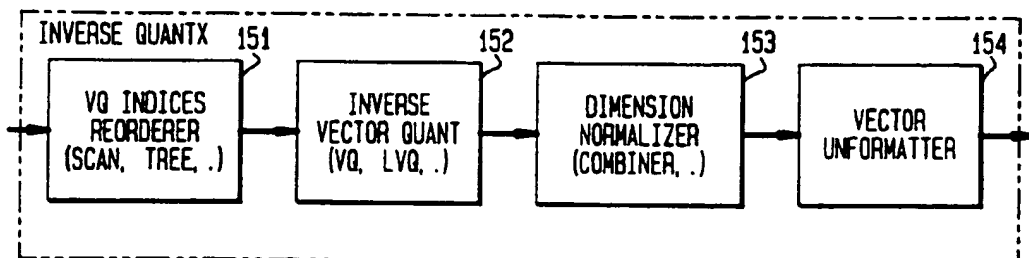 INVERSE QUANTX
151
152
153
154
VQ INDICES
REORDERER
(SCAN, TREE, .)
INVERSE
VECTOR QUANT
(VQ, LVQ, .)
DIMENSION
NORMALIZER
(COMBINER, .)
VECTOR
UNFORMATTER